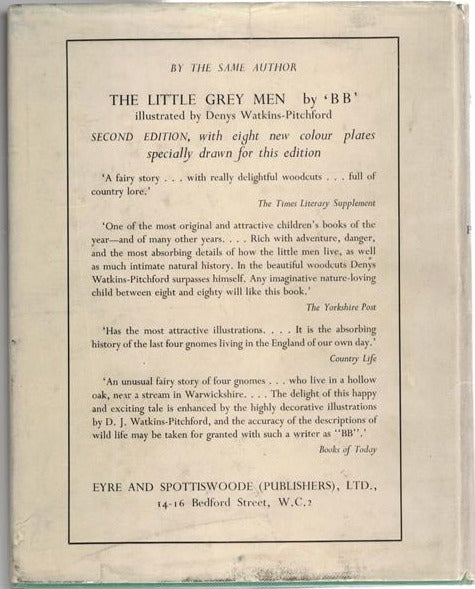 BY THE SAME AUTHOR
THE LITTLE GREY MEN by 'BB'
illustrated by Denys Watkins-Pitchford
SECOND EDITION, with eight new colour plates
specially drawn for this edition
'A fairy story . . . with really delightful woodcuts . . . full of
country lore.'
The Times Literary Supplement
'One of the most original and attractive children's books of the
year—and of many other years. . . . Rich with adventure, danger,
and the most absorbing details of how the little men live, as well
as much intimate natural history. In the beautiful woodcuts Denys
Watkins-Pitchford surpasses himself. Any imaginative nature-loving
child between eight and eighty will like this book.'
The Yorkshire Post
'Has the most attractive illustrations. . . . It is the absorbing
history of the last four gnomes living in the England of our own day.'
Country Life
'An unusual fairy story of four gnomes . . . who live in a hollow
oak, near a stream in Warwickshire. . . . The delight of this happy
and exciting tale is enhanced by the highly decorative illustrations
by D. J. Watkins-Pitchford, and the accuracy of the descriptions of
wild life may be taken for granted with such a writer as "BB".'
Books of Today
EYRE AND SPOTTISWOODE (PUBLISHERS), LTD.,
14-16 Bedford Street, W.C.2